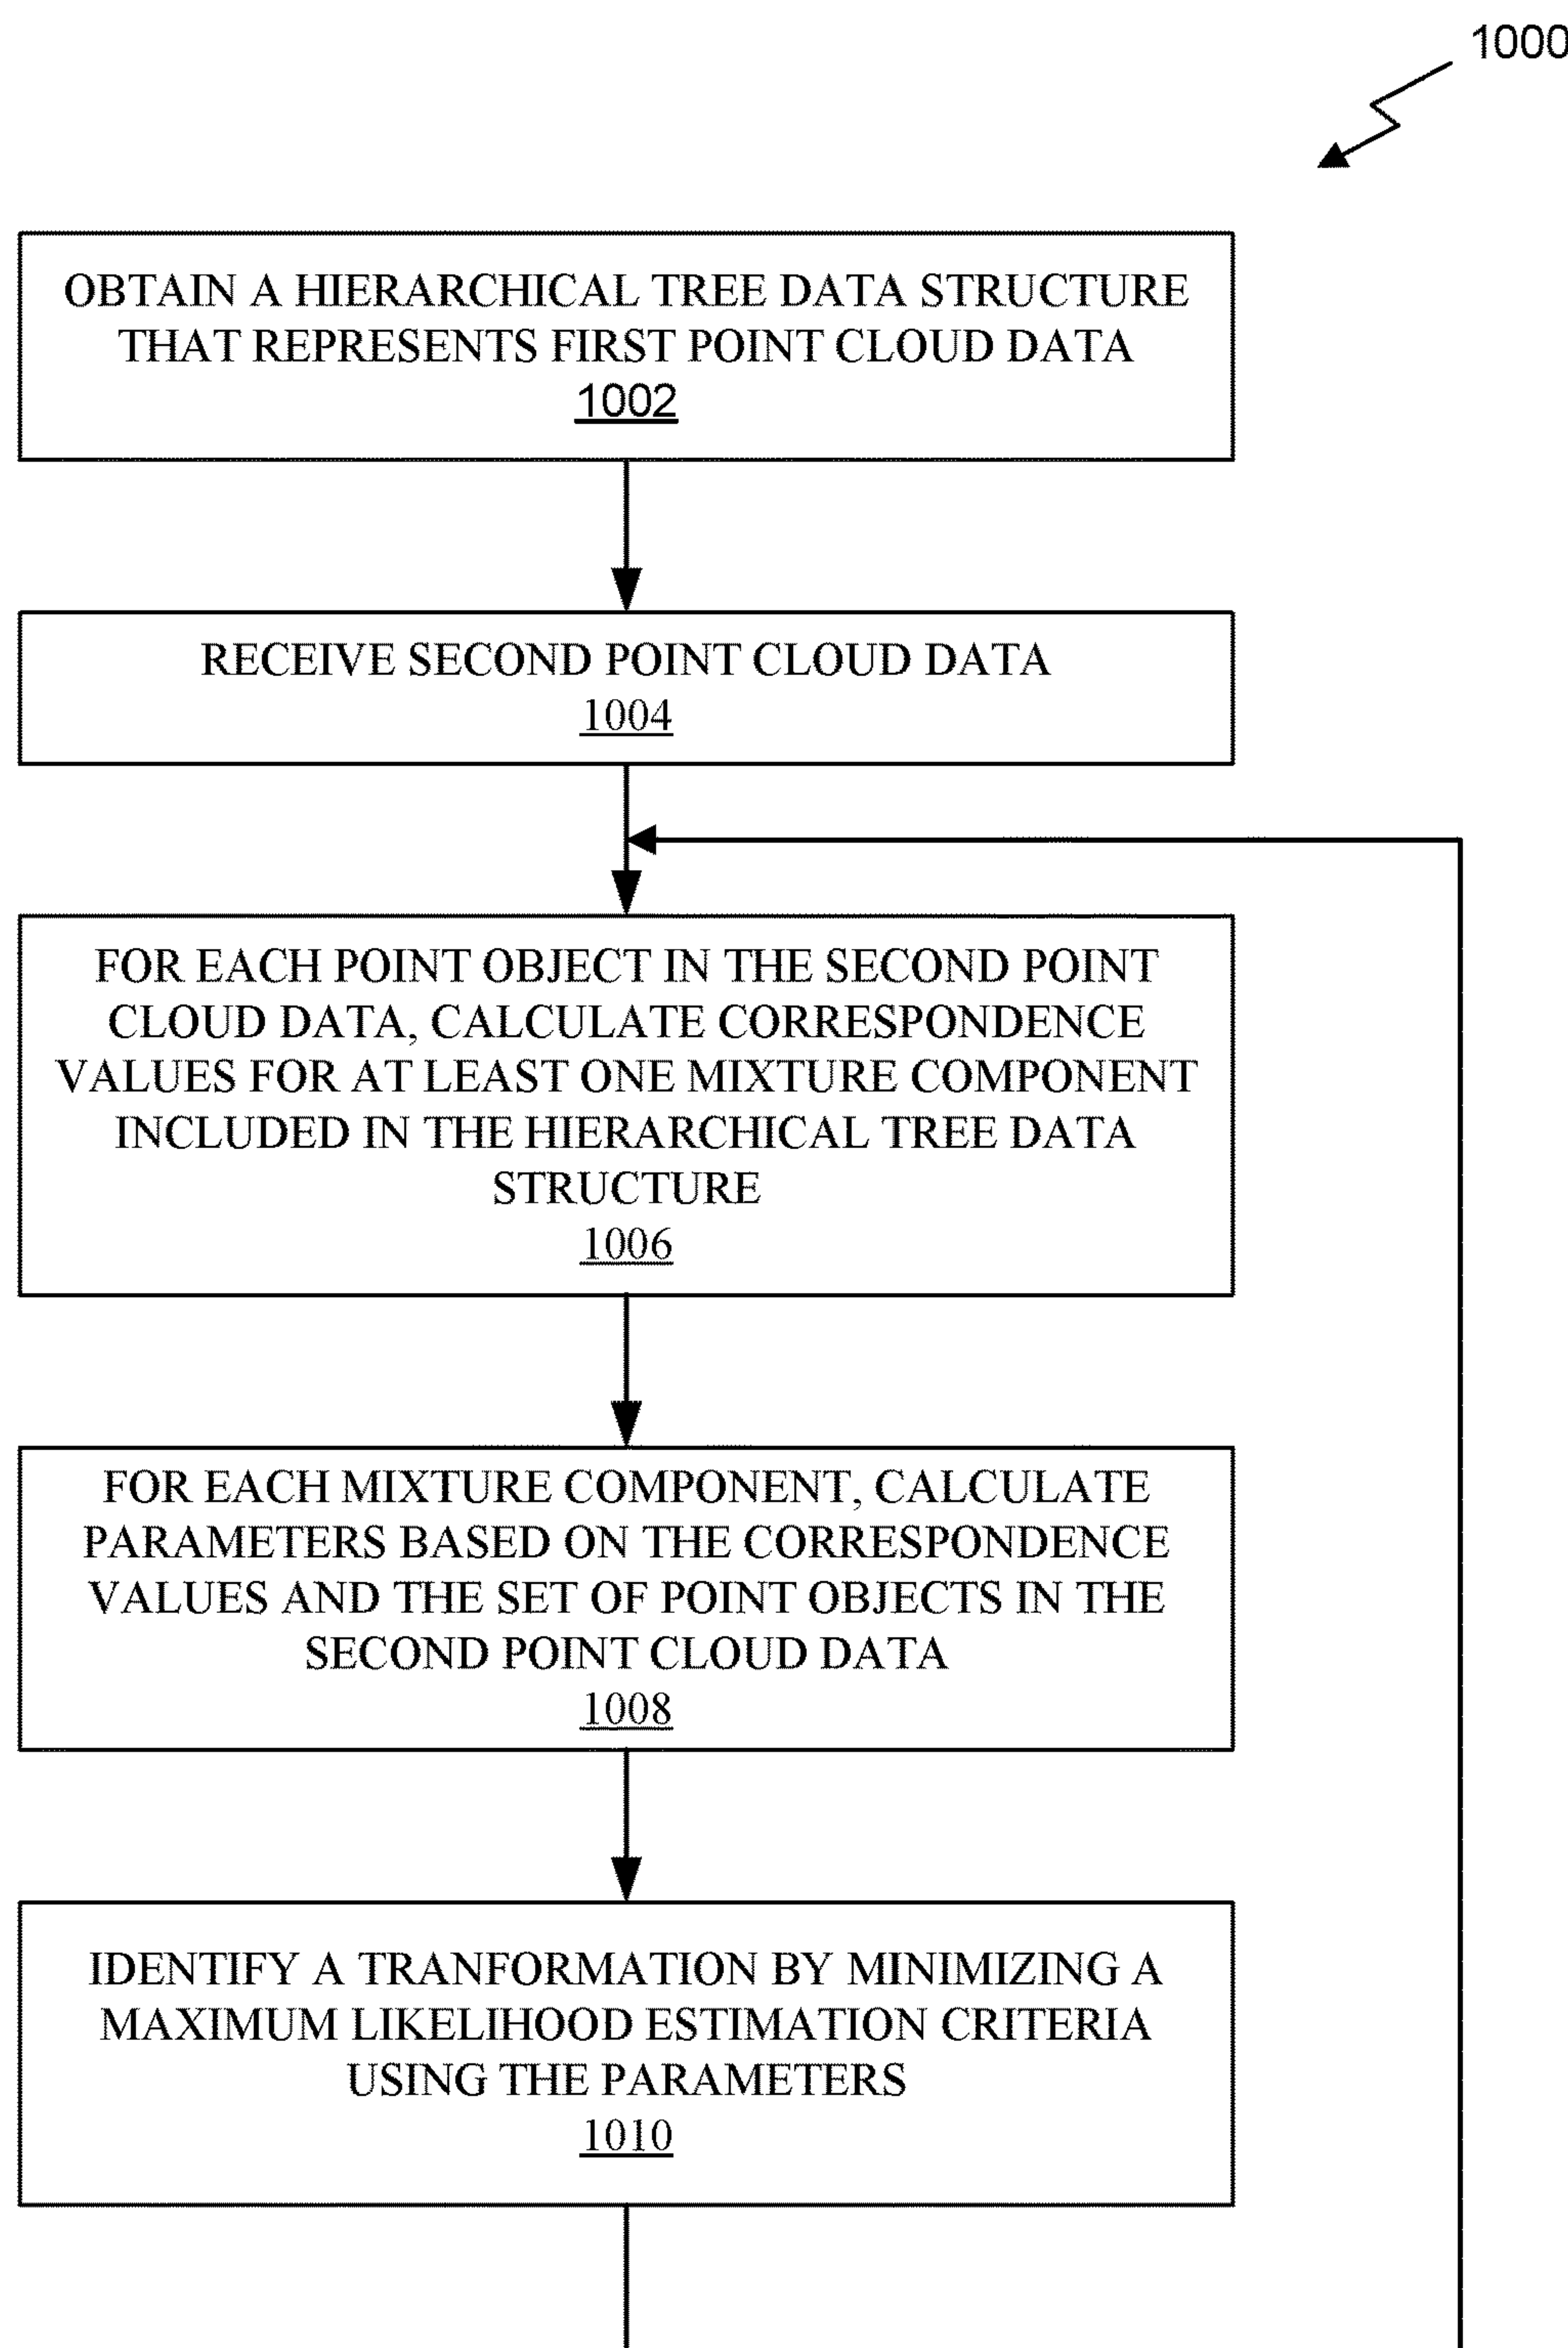 1000
OBTAIN A HIERARCHICAL TREE DATA STRUCTURE
THAT REPRESENTS FIRST POINT CLOUD DATA
1002
RECEIVE SECOND POINT CLOUD DATA
1004
FOR EACH POINT OBJECT IN THE SECOND POINT
CLOUD DATA, CALCULATE CORRESPONDENCE
VALUES FOR AT LEAST ONE MIXTURE COMPONENT
INCLUDED IN THE HIERARCHICAL TREE DATA
STRUCTURE
1006
FOR EACH MIXTURE COMPONENT, CALCULATE
PARAMETERS BASED ON THE CORRESPONDENCE
VALUES AND THE SET OF POINT OBJECTS IN THE
SECOND POINT CLOUD DATA
1008
IDENTIFY A TRANFORMATION BY MINIMIZING A
MAXIMUM LIKELIHOOD ESTIMATION CRITERIA
USING THE PARAMETERS
1010